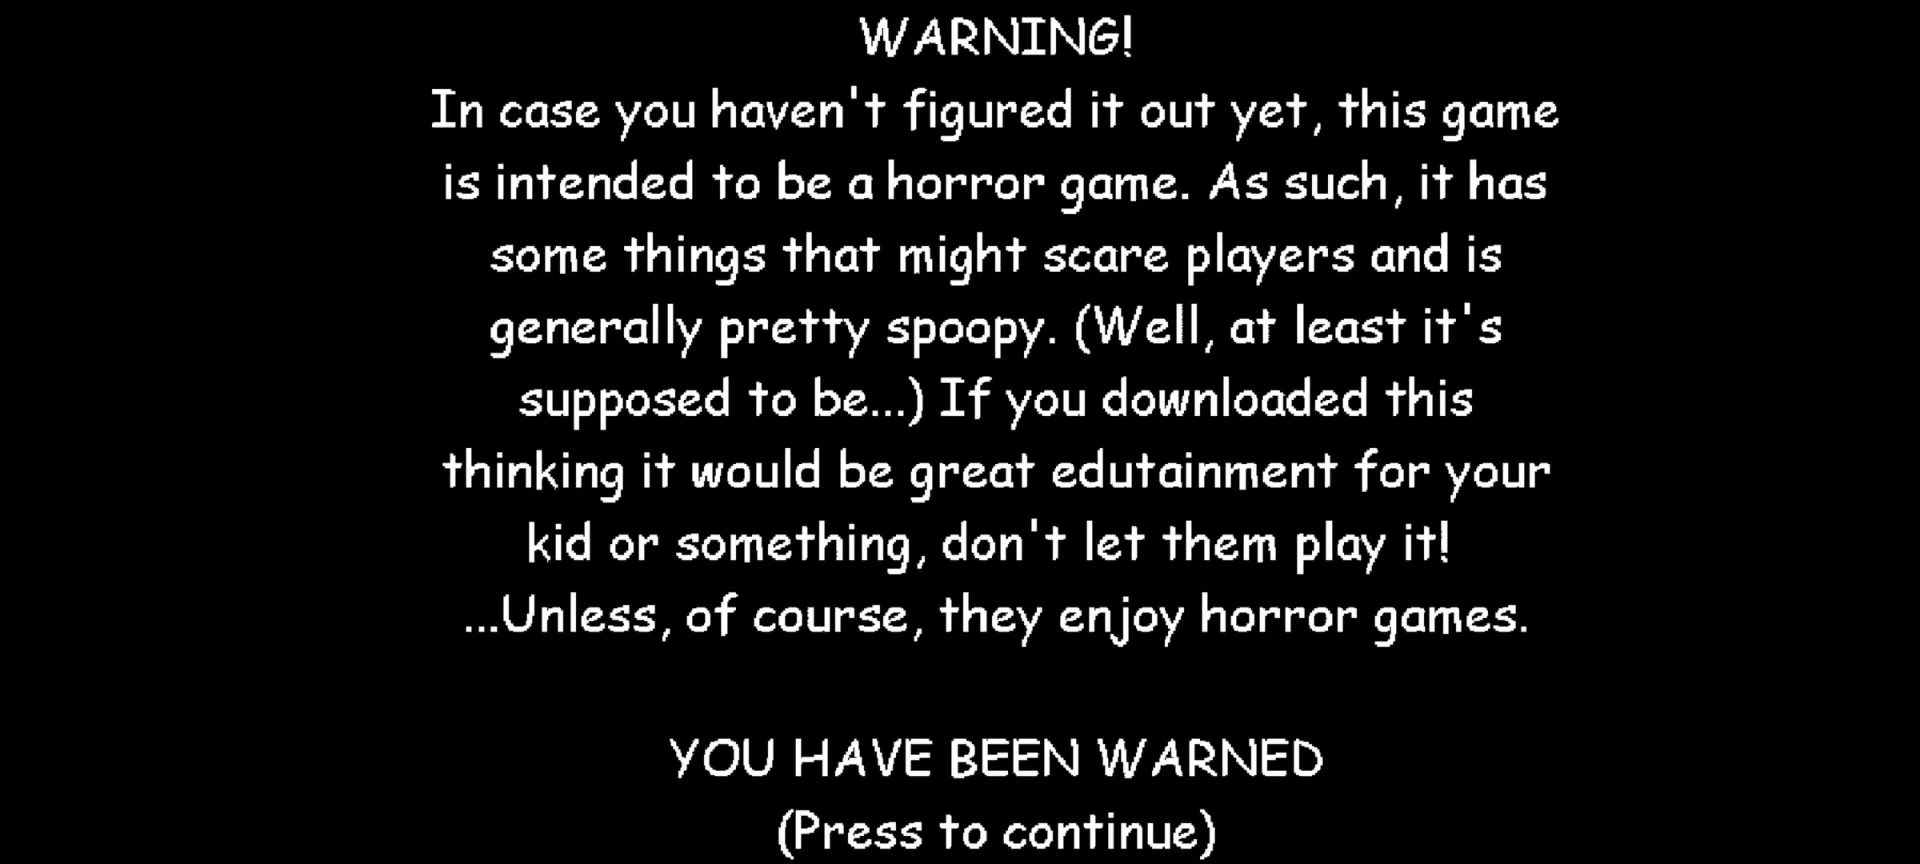 WARNING!
In case you haven't figured it out yet, this game
is intended to be a horror game. As such, it has
some things that might scare players and is
generally pretty spoopy. (Well, at least it's
supposed to be...) If you downloaded this
thinking it would be great edutainment for your
kid or something, don't let them play it!
...Unless, of course, they enjoy horror games.
YOU HAVE BEEN WARNED
(Press to continue)